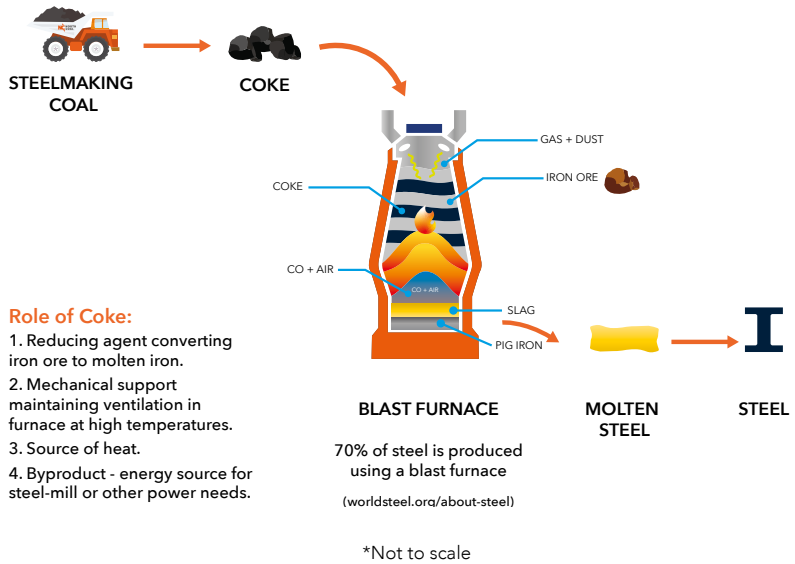 STEELMAKING
COAL
COKE
GAS + DUST
IRON ORE
COKE
CO + AIR
CO + AIR
SLAG
PIG IRON
Role of Coke:
1. Reducing agent converting
iron ore to molten iron.
2. Mechanical support
maintaining ventilation in
furnace at high temperatures.
3. Source of heat.
4. Byproduct - energy source for
steel-mill or other power needs.
BLAST FURNACE
70% of steel is produced
using a blast furnace
(worldsteel.org/about-steel)
MOLTEN
STEEL
STEEL
*Not to scale